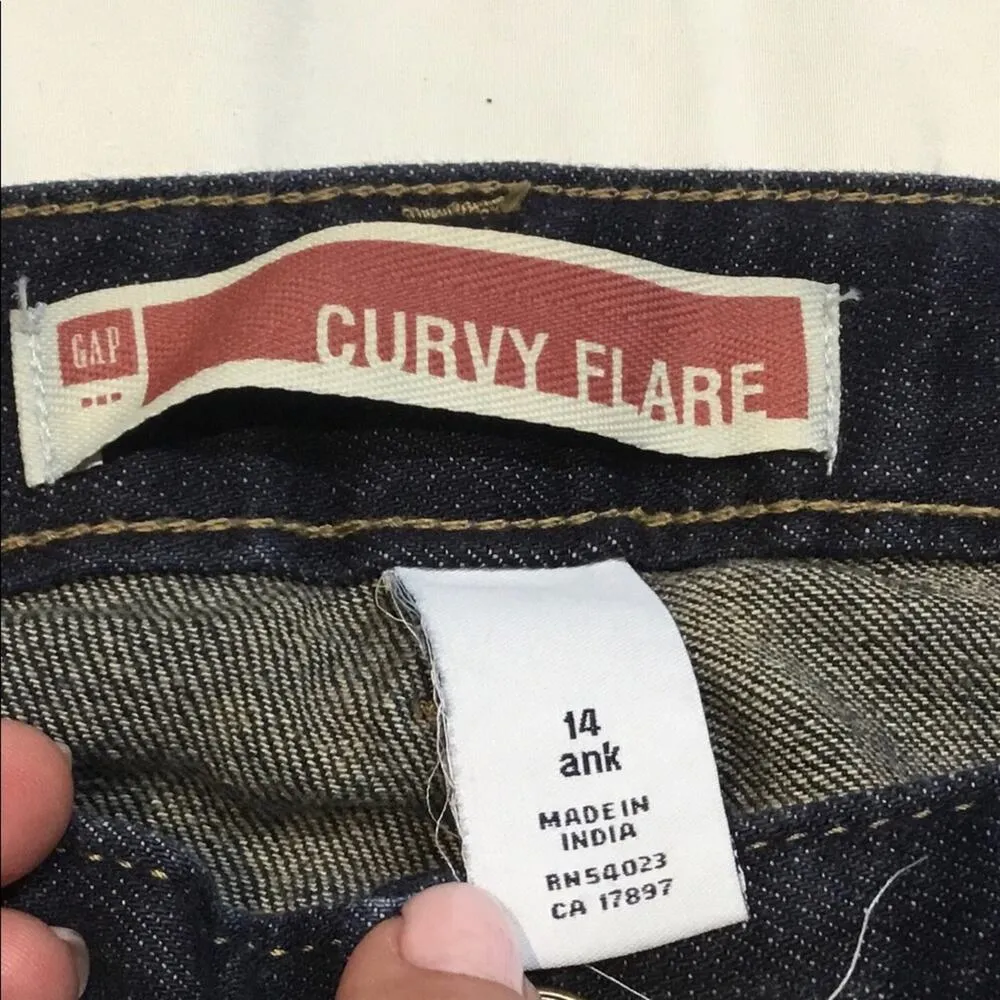 GAP
CURVY FLARE
14
ank
MADE IN
INDIA
RN54023
CA 17897